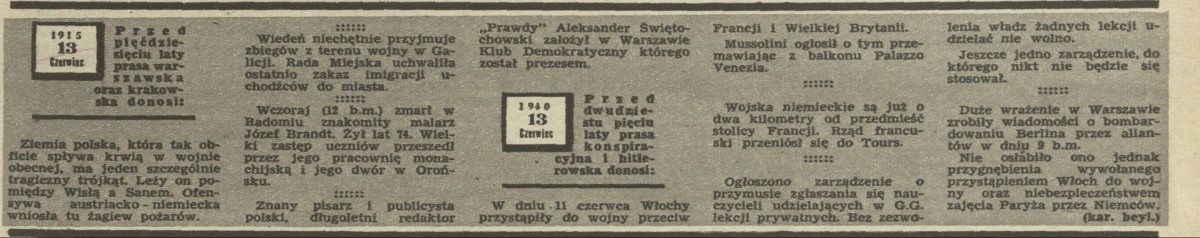 1915
13
Czerwiec
Przed
pięćdzie-
sięciu laty
prasa war-
szawska
oraz krakow-
ska donosi:
Ziemia polska, która tak ob-
ficie spływa krwią w wojnie
obecnej, ma jeden szczególnie
tragiczny trójkąt. Leży on po-
między Wisłą a Sanem. Ofen-
sywa austriacko-niemiecka
wniosła tu żagiew pożarów.
Wiedeń niechętnie przyjmuje
zbiegów z terenu wojny w Ga-
licji. Rada Miejska uchwaliła
ostatnio zakaz imigracji u-
chodźców do miasta.
Wczoraj (12 b.m.) zmarł w
Radomiu znakomity malarz
Józef Brandt. Żył lat 74. Wiel-
ki zastęp uczniów przeszedł
przez jego pracownię mona-
chijską i jego dwór w Oroń-
sku.
Znany pisarz i publicysta
polski, długoletni redaktor
„Prawdy" Aleksander Święto-
chowski założył w Warszawie
Klub Demokratyczny którego
został prezesem.
1940
13
Czerwiec
Przed
dwudzie-
stu pięciu
laty prasa
konspira-
cyjna i hitle-
rowska donosi:
W dniu 11 czerwca Włochy
przystąpiły do wojny przeciw
Francji i Wielkiej Brytanii.
Mussolini ogłosił o tym prze-
mawiając z balkonu Palazzo
Venezia.
Wojska niemieckie są już o
dwa kilometry od przedmieść
stolicy Francji. Rząd francu-
ski przeniósł się do Tours.
Ogłoszono zarządzenie o
przymusie zgłaszania się nau-
czycieli udzielających w G.G.
lekcji prywatnych. Bez zezwo-
lenia władz żadnych lekcji u-
dzielać nie wolno.
Jeszcze jedno zarządzenie, do
którego nikt nie będzie się
stosował.
Duże wrażenie w Warszawie
zrobiły wiadomości o bombar-
dowaniu Berlina przez alian-
tów w dniu 9 b.m.
Nie osłabiło ono jednak
przygnębienia wywołanego
przystąpieniem Włoch do woj-
ny oraz niebezpieczeństwem
zajęcia Paryża przez Niemców.
(kar. beyl.)